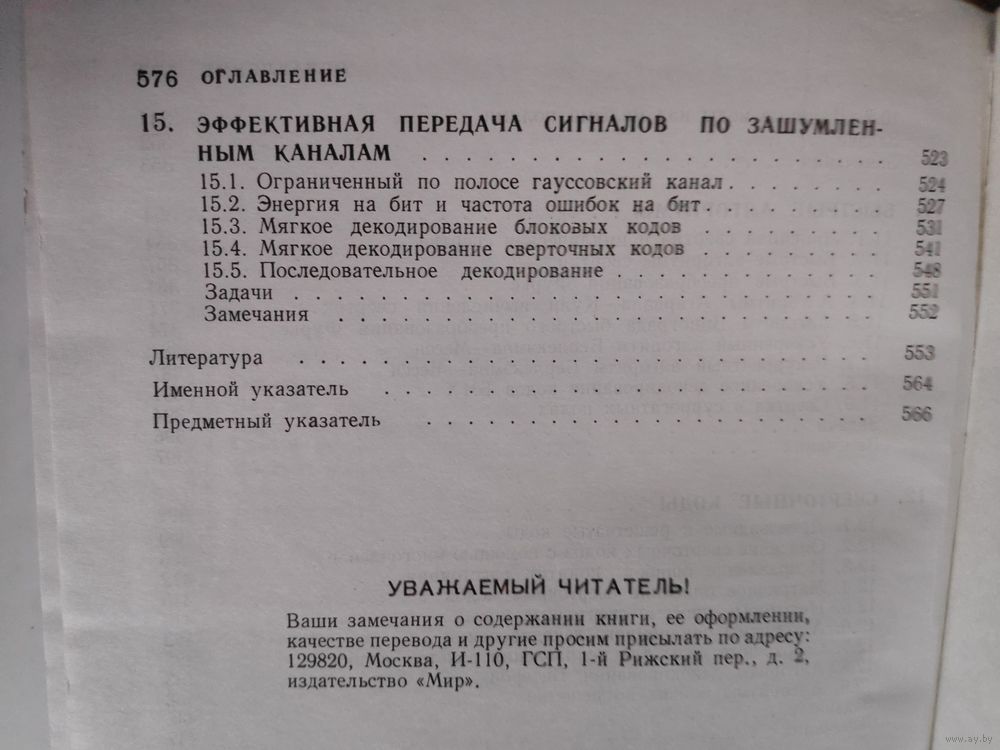 576 ОГЛАВЛЕНИЕ
15. ЭФФЕКТИВНАЯ ПЕРЕДАЧА СИГНАЛОВ ПО ЗАШУМЛЕН-
НЫМ КАНАЛАМ . . . . . . . . . . . . . . . . 523
15.1. Ограниченный по полосе гауссовский канал . . . . . . 524
15.2. Энергия на бит и частота ошибок на бит . . . . . . . 527
15.3. Мягкое декодирование блоковых кодов . . . . . . . 531
15.4. Мягкое декодирование сверточных кодов . . . . . . . 541
15.5. Последовательное декодирование . . . . . . . . . 548
Задачи . . . . . . . . . . . . . . . . . . . . 551
Замечания . . . . . . . . . . . . . . . . . . . 552
Литература . . . . . . . . . . . . . . . . . . . . 553
Именной указатель . . . . . . . . . . . . . . . . . 564
Предметный указатель . . . . . . . . . . . . . . . . 566
УВАЖАЕМЫЙ ЧИТАТЕЛЬ!
Ваши замечания о содержании книги, ее оформлении,
качестве перевода и другие просим присылать по адресу:
129820, Москва, И-110, ГСП, 1-й Рижский пер., д. 2,
издательство «Мир».
www.ay.by